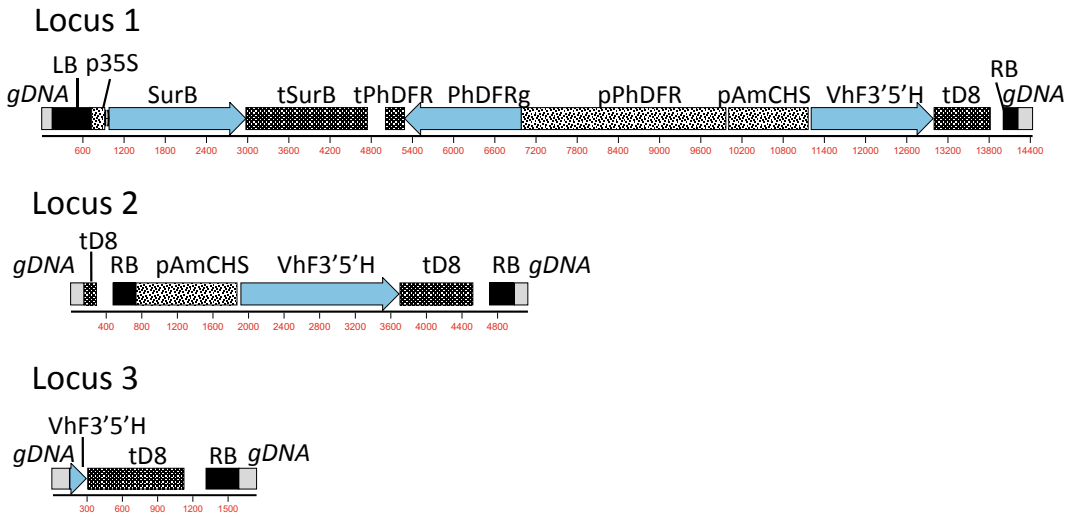 Locus 1
LB p35S RB
gDNA SurB tSurB tPhDFR PhDFRg pPhDFR pAmCHS VhF3'5'H tD8 gDNA
600 1200 1800 2400 3000 3600 4200 4800 5400 6000 6600 7200 7800 8400 9000 9600 10200 10800 11400 12000 12600 13200 13800 14400
Locus 2
tD8
gDNA RB pAmCHS VhF3'5'H tD8 RB gDNA
400 800 1200 1600 2000 2400 2800 3200 3600 4000 4400 4800
Locus 3
VhF3'5'H
gDNA tD8 RB gDNA
300 600 900 1200 1500